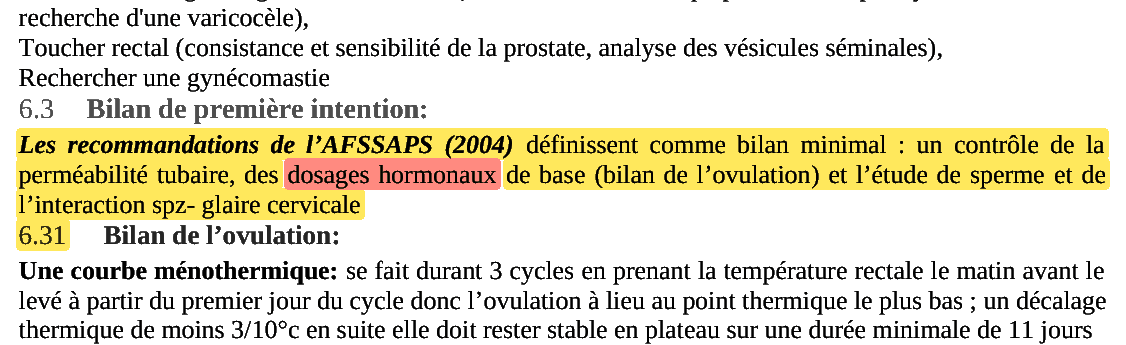 recherche d'une varicocèle),
Toucher rectal (consistance et sensibilité de la prostate, analyse des vésicules séminales),
Rechercher une gynécomastie
6.3 Bilan de première intention:
Les recommandations de l’AFSSAPS (2004) définissent comme bilan minimal : un contrôle de la
perméabilité tubaire, des dosages hormonaux de base (bilan de l’ovulation) et l’étude de sperme et de
l’interaction spz- glaire cervicale
6.31 Bilan de l’ovulation:
Une courbe ménothermique: se fait durant 3 cycles en prenant la température rectale le matin avant le
levé à partir du premier jour du cycle donc l’ovulation à lieu au point thermique le plus bas ; un décalage
thermique de moins 3/10°c en suite elle doit rester stable en plateau sur une durée minimale de 11 jours